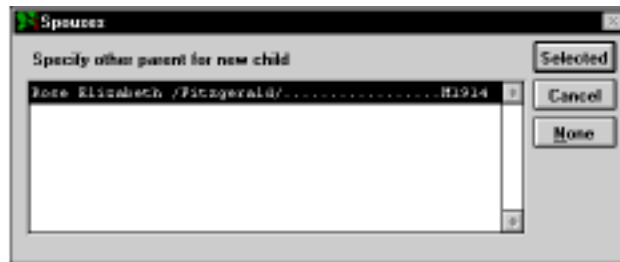 Spouses
Specify other parent for new child
Rose Elizabeth /Fitzgerald/..................M1914
Selected
Cancel
None